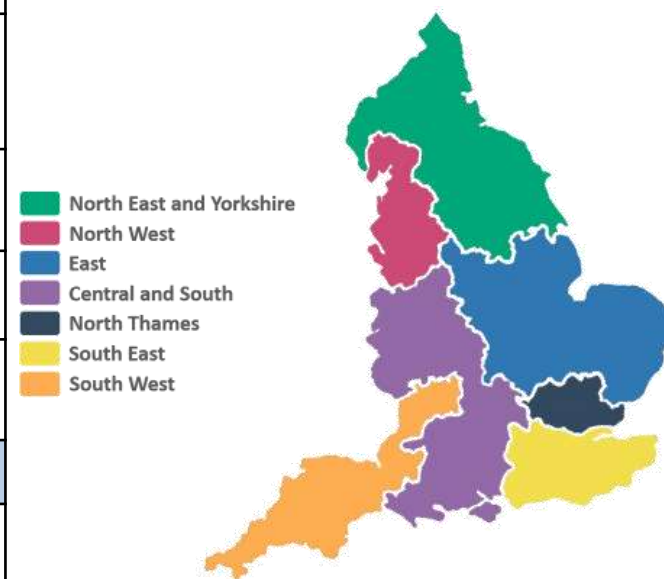 North East and Yorkshire
North West
East
Central and South
North Thames
South East
South West